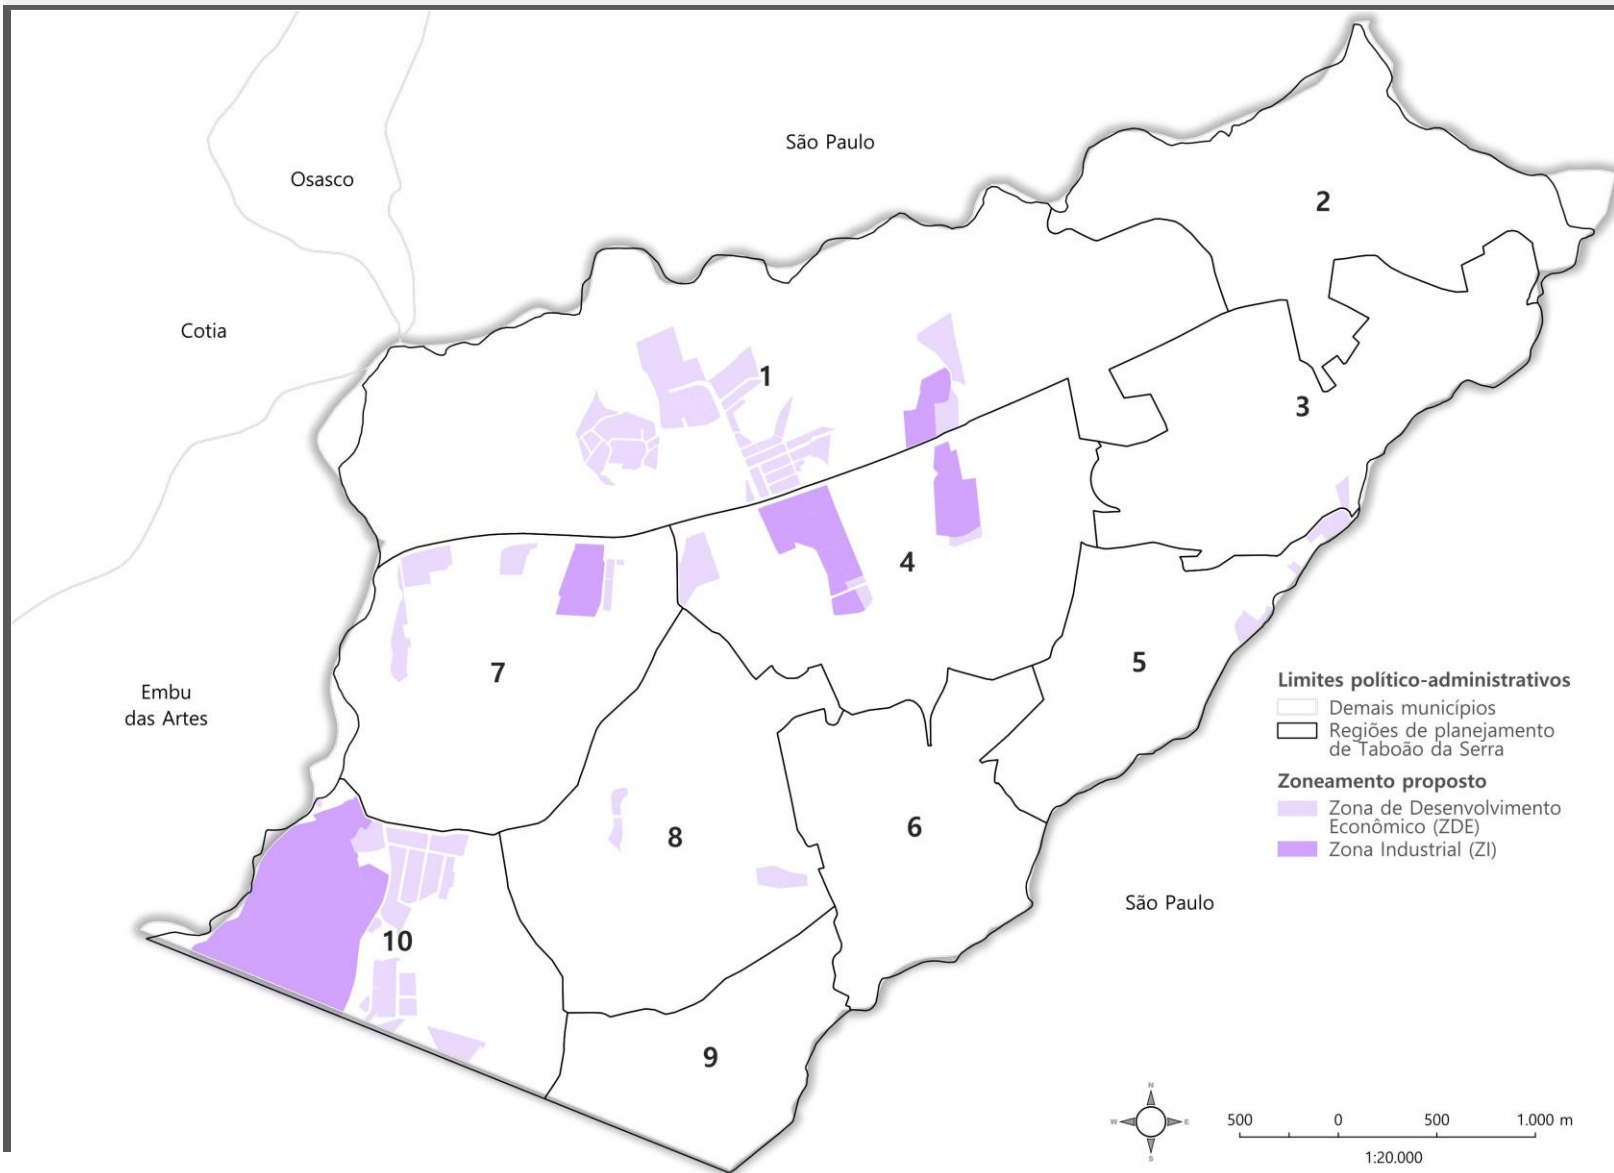 São Paulo
Osasco
2
Cotia
1
3
4
7
5
Embu
das Artes
Limites político-administrativos
Demais municípios
Regiões de planejamento
de Taboão da Serra
Zoneamento proposto
Zona de Desenvolvimento
Econômico (ZDE)
Zona Industrial (ZI)
8
6
São Paulo
10
9
N
W
E
S
500
0
500
1.000 m
1:20.000